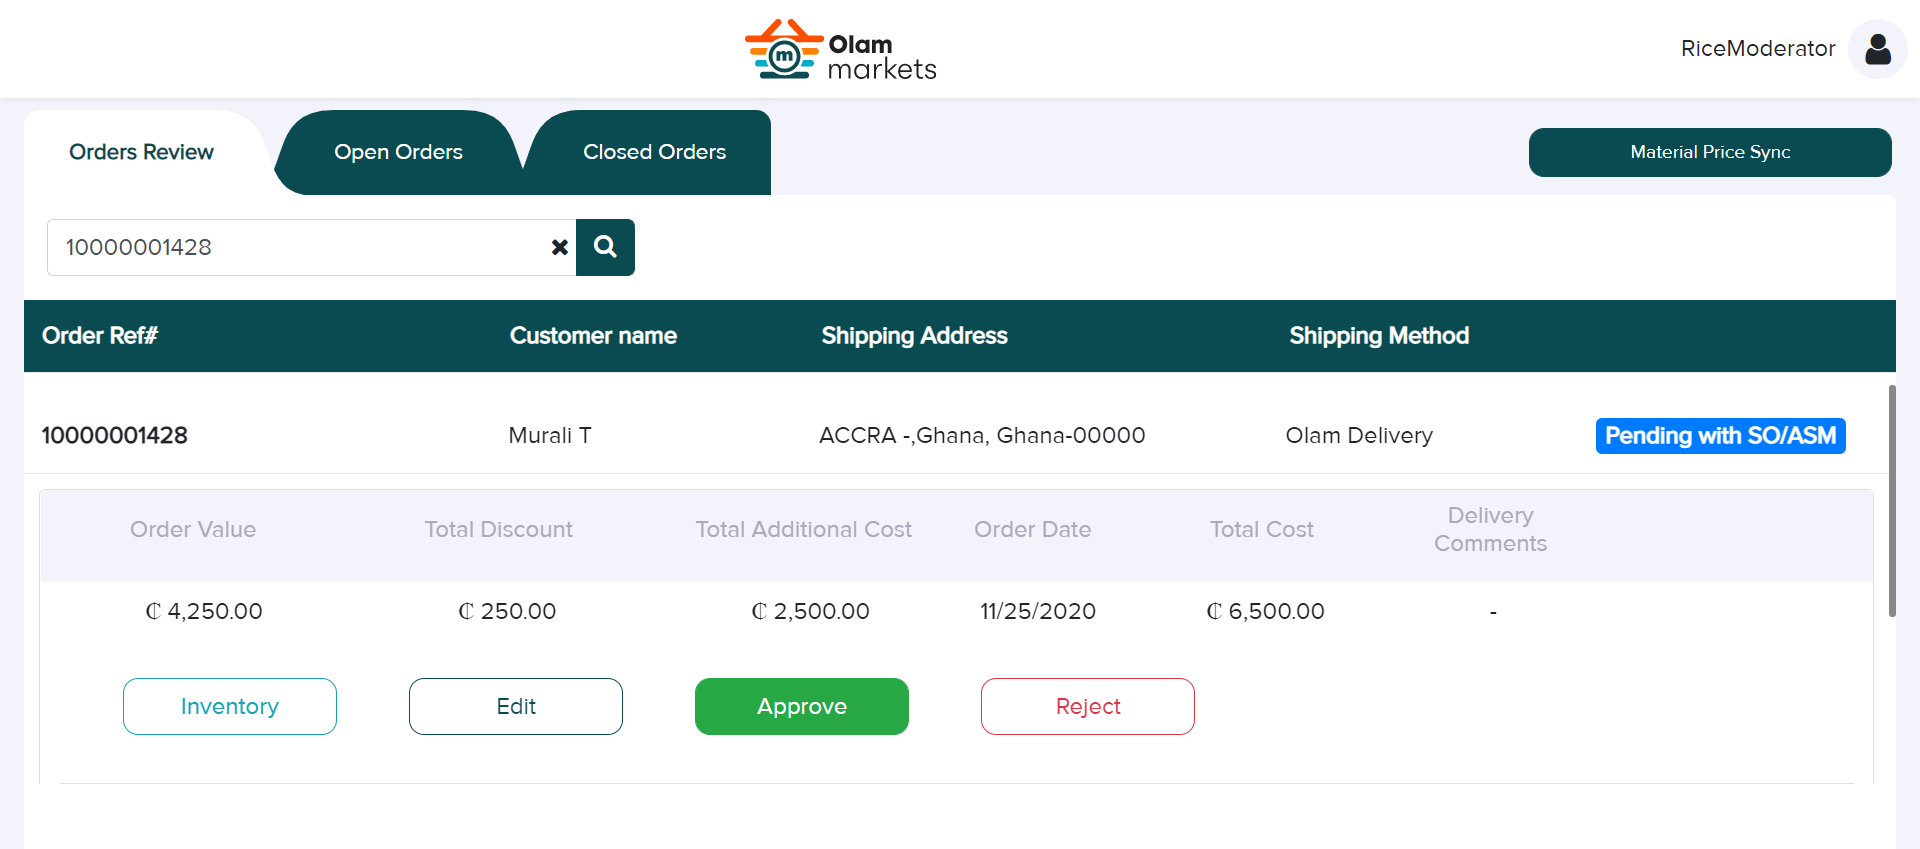 m Olam
markets
RiceModerator
Orders Review Open Orders Closed Orders Material Price Sync
10000001428
Order Ref# Customer name Shipping Address Shipping Method
10000001428 Murali T ACCRA -,Ghana, Ghana-00000 Olam Delivery Pending with SO/ASM
Order Value Total Discount Total Additional Cost Order Date Total Cost Delivery
Comments
₵ 4,250.00 ₵ 250.00 ₵ 2,500.00 11/25/2020 ₵ 6,500.00 -
Inventory Edit Approve Reject